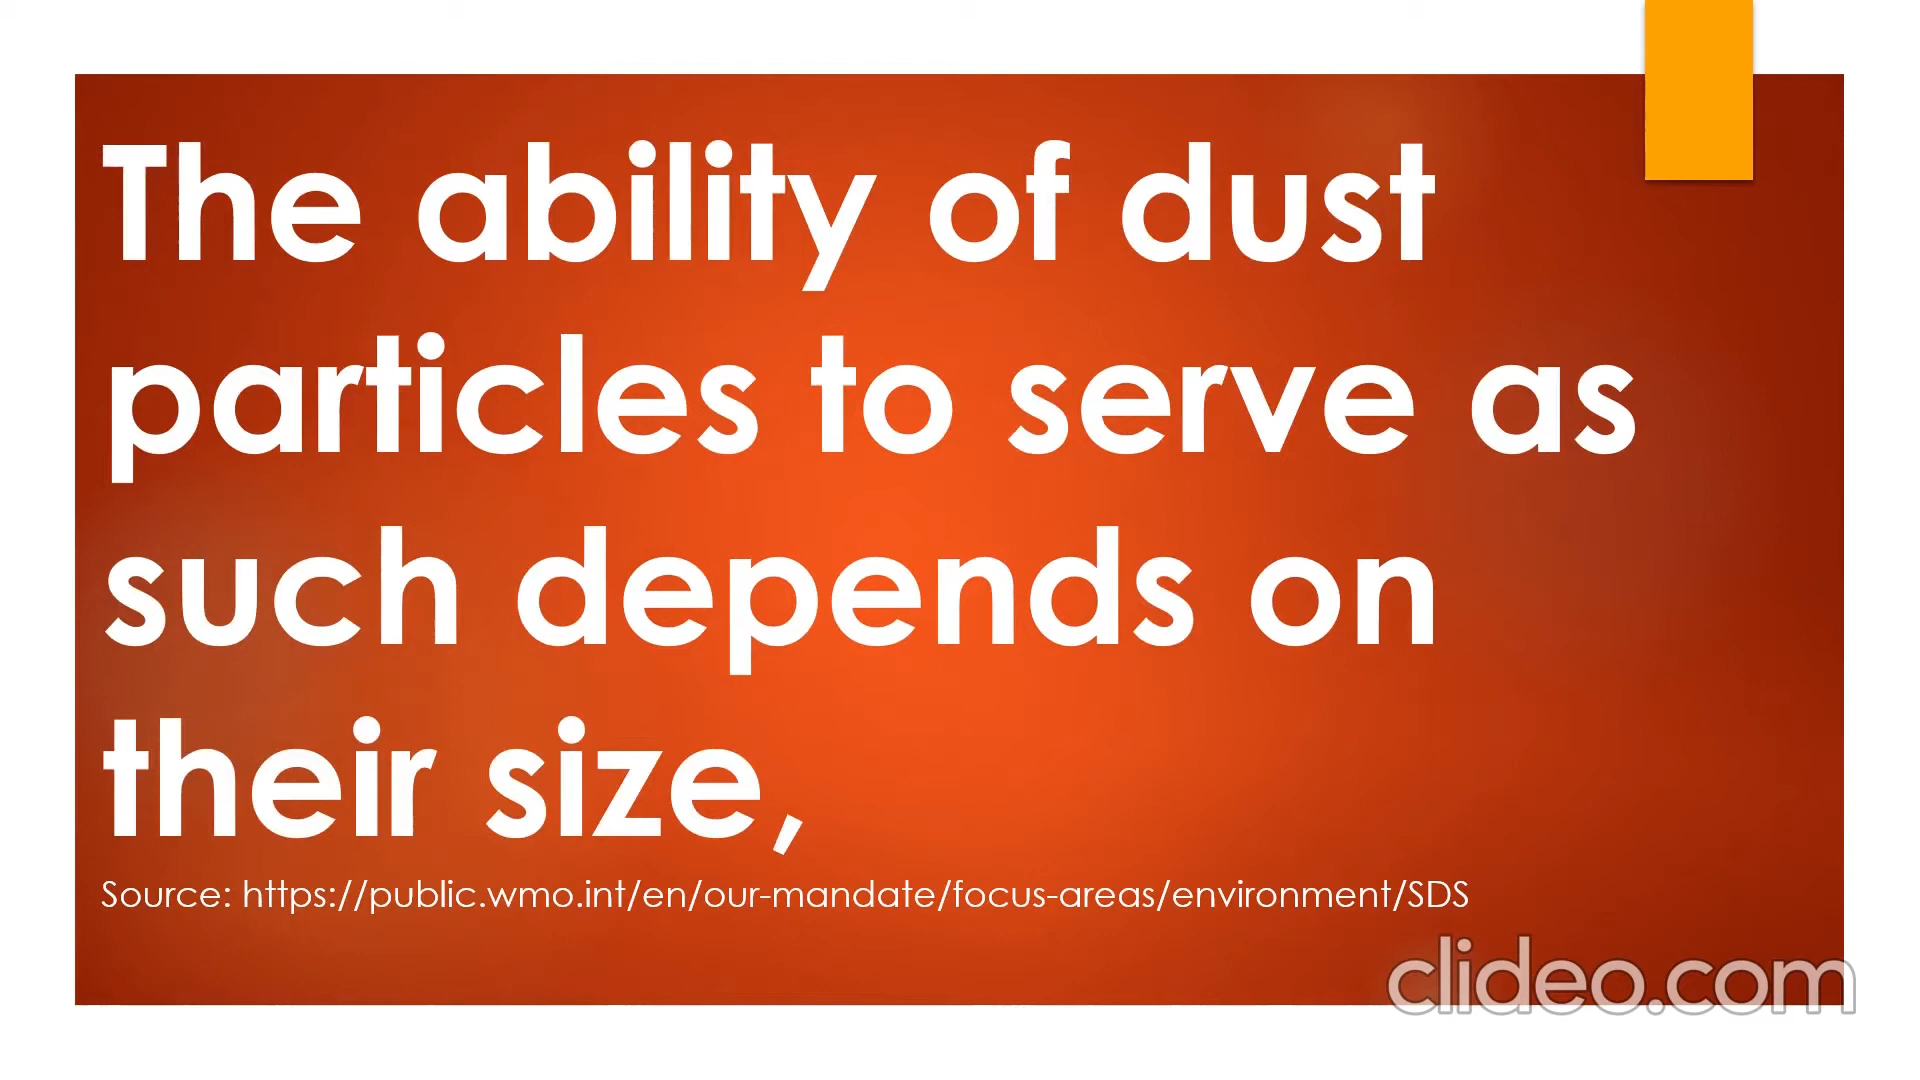 The ability of dust
particles to serve as
such depends on
their size,
Source: https://public.wmo.int/en/our-mandate/focus-areas/environment/SDS
clideo.com